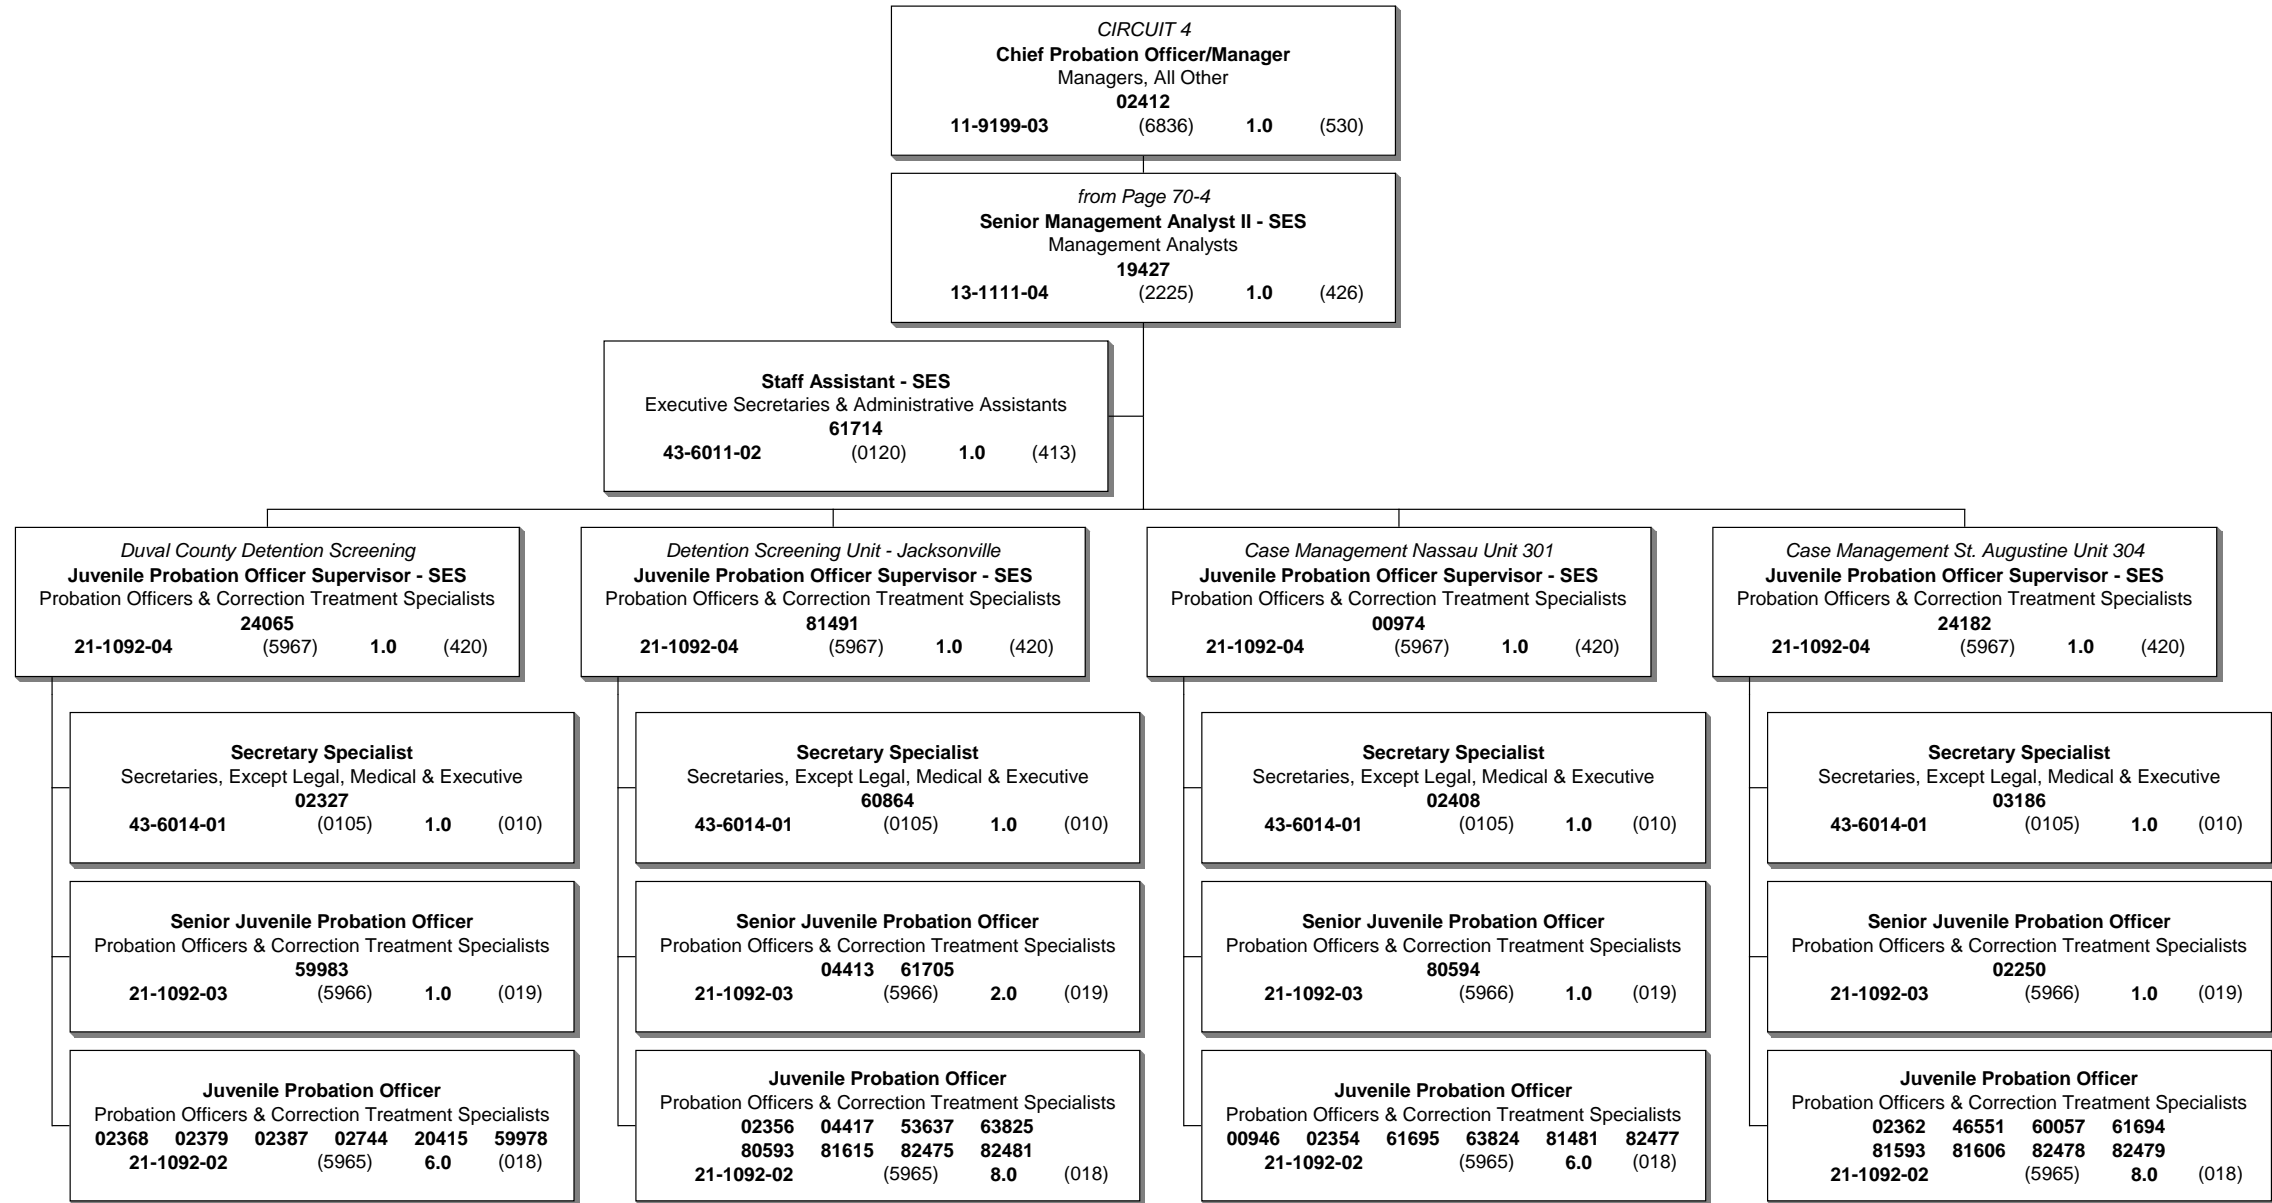 CIRCUIT 4
Chief Probation Officer/Manager
Managers, All Other
02412
11-9199-03 (6836) 1.0 (530)
from Page 70-4
Senior Management Analyst II - SES
Management Analysts
19427
13-1111-04 (2225) 1.0 (426)
Staff Assistant - SES
Executive Secretaries & Administrative Assistants
61714
43-6011-02 (0120) 1.0 (413)
Duval County Detention Screening
Juvenile Probation Officer Supervisor - SES
Probation Officers & Correction Treatment Specialists
24065
21-1092-04 (5967) 1.0 (420)
Secretary Specialist
Secretaries, Except Legal, Medical & Executive
02327
43-6014-01 (0105) 1.0 (010)
Senior Juvenile Probation Officer
Probation Officers & Correction Treatment Specialists
59983
21-1092-03 (5966) 1.0 (019)
Juvenile Probation Officer
Probation Officers & Correction Treatment Specialists
02368 02379 02387 02744 20415 59978
21-1092-02 (5965) 6.0 (018)
Detention Screening Unit - Jacksonville
Juvenile Probation Officer Supervisor - SES
Probation Officers & Correction Treatment Specialists
81491
21-1092-04 (5967) 1.0 (420)
Secretary Specialist
Secretaries, Except Legal, Medical & Executive
60864
43-6014-01 (0105) 1.0 (010)
Senior Juvenile Probation Officer
Probation Officers & Correction Treatment Specialists
04413 61705
21-1092-03 (5966) 2.0 (019)
Juvenile Probation Officer
Probation Officers & Correction Treatment Specialists
02356 04417 53637 63825
80593 81615 82475 82481
21-1092-02 (5965) 8.0 (018)
Case Management Nassau Unit 301
Juvenile Probation Officer Supervisor - SES
Probation Officers & Correction Treatment Specialists
00974
21-1092-04 (5967) 1.0 (420)
Secretary Specialist
Secretaries, Except Legal, Medical & Executive
02408
43-6014-01 (0105) 1.0 (010)
Senior Juvenile Probation Officer
Probation Officers & Correction Treatment Specialists
80594
21-1092-03 (5966) 1.0 (019)
Juvenile Probation Officer
Probation Officers & Correction Treatment Specialists
00946 02354 61695 63824 81481 82477
21-1092-02 (5965) 6.0 (018)
Case Management St. Augustine Unit 304
Juvenile Probation Officer Supervisor - SES
Probation Officers & Correction Treatment Specialists
24182
21-1092-04 (5967) 1.0 (420)
Secretary Specialist
Secretaries, Except Legal, Medical & Executive
03186
43-6014-01 (0105) 1.0 (010)
Senior Juvenile Probation Officer
Probation Officers & Correction Treatment Specialists
02250
21-1092-03 (5966) 1.0 (019)
Juvenile Probation Officer
Probation Officers & Correction Treatment Specialists
02362 46551 60057 61694
81593 81606 82478 82479
21-1092-02 (5965) 8.0 (018)